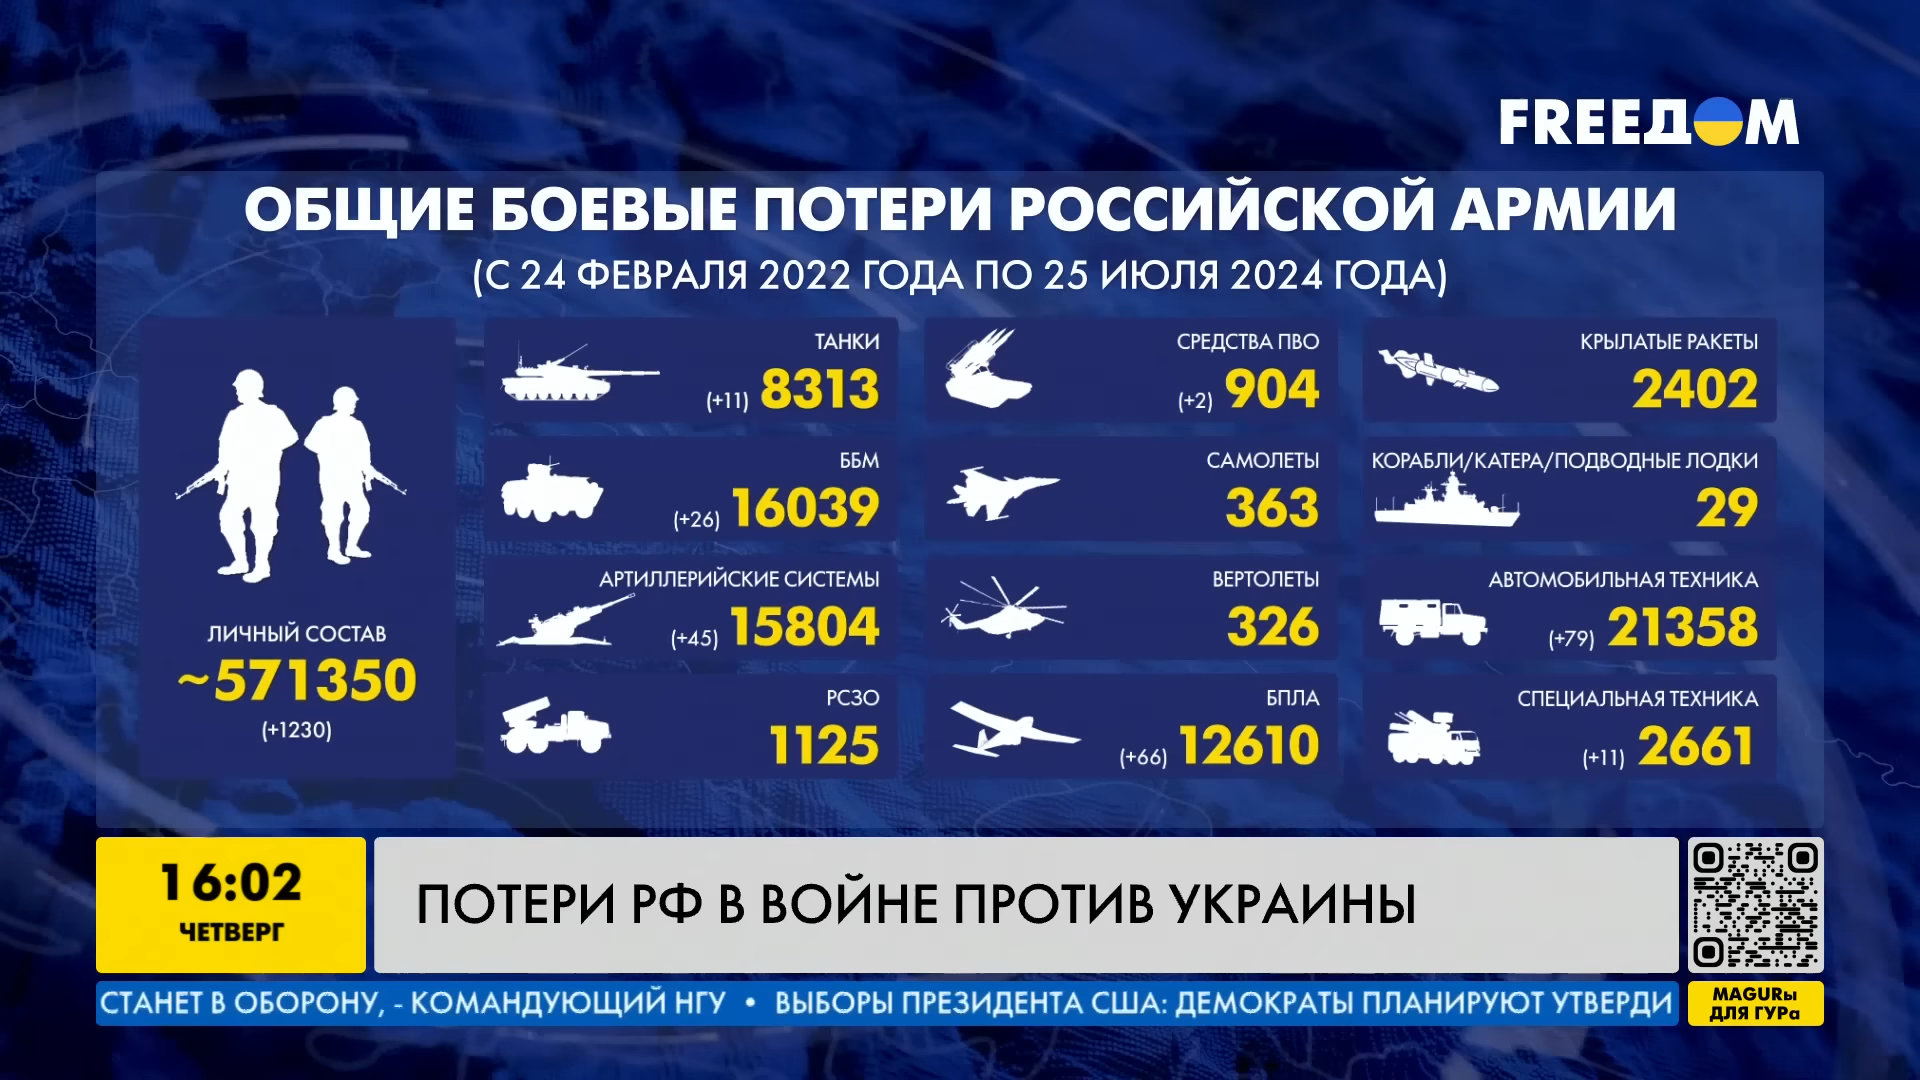 FREEДOM
ОБЩИЕ БОЕВЫЕ ПОТЕРИ РОССИЙСКОЙ АРМИИ
(С 24 ФЕВРАЛЯ 2022 ГОДА ПО 25 ИЮЛЯ 2024 ГОДА)
ЛИЧНЫЙ СОСТАВ
~571350
(+1230)
ТАНКИ
(+11) 8313
ББМ
(+26) 16039
АРТИЛЛЕРИЙСКИЕ СИСТЕМЫ
(+45) 15804
РСЗО
1125
СРЕДСТВА ПВО
(+2) 904
САМОЛЕТЫ
363
ВЕРТОЛЕТЫ
326
БПЛА
(+66) 12610
КРЫЛАТЫЕ РАКЕТЫ
2402
КОРАБЛИ/КАТЕРА/ПОДВОДНЫЕ ЛОДКИ
29
АВТОМОБИЛЬНАЯ ТЕХНИКА
(+79) 21358
СПЕЦИАЛЬНАЯ ТЕХНИКА
(+11) 2661
16:02
ЧЕТВЕРГ
ПОТЕРИ РФ В ВОЙНЕ ПРОТИВ УКРАИНЫ
СТАНЕТ В ОБОРОНУ, - КОМАНДУЮЩИЙ НГУ • ВЫБОРЫ ПРЕЗИДЕНТА США: ДЕМОКРАТЫ ПЛАНИРУЮТ УТВЕРДИ
MAGURы
ДЛЯ ГУРа